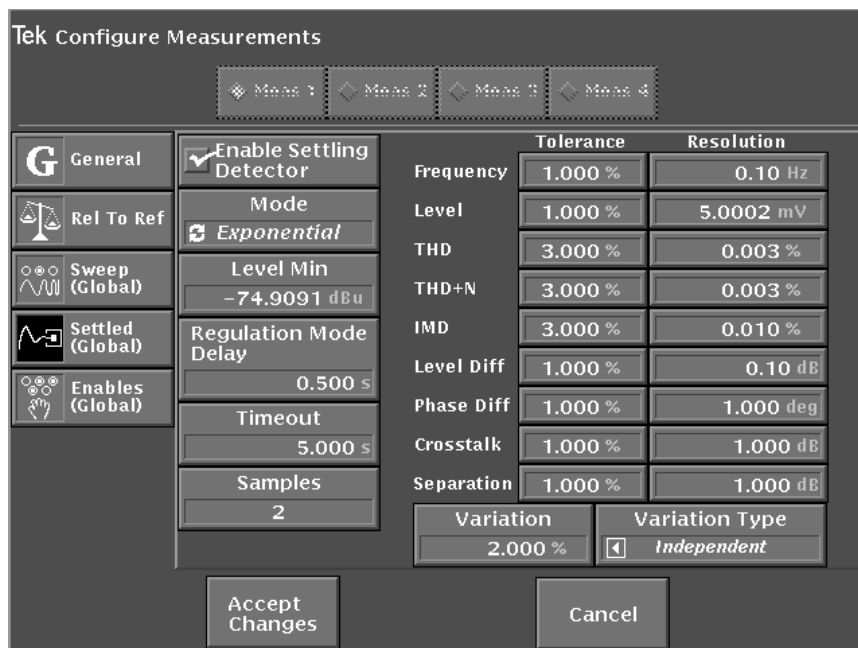 Tek Configure Measurements
Meas 1 Meas 2 Meas 3 Meas 4
G General
Rel To Ref
Sweep
(Global)
Settled
(Global)
Enables
(Global)
Enable Settling
Detector
Mode
Exponential
Level Min
-74.9091 dBu
Regulation Mode
Delay
0.500 s
Timeout
5.000 s
Samples
2
Tolerance Resolution
Frequency 1.000 % 0.10 Hz
Level 1.000 % 5.0002 mV
THD 3.000 % 0.003 %
THD+N 3.000 % 0.003 %
IMD 3.000 % 0.010 %
Level Diff 1.000 % 0.10 dB
Phase Diff 1.000 % 1.000 deg
Crosstalk 1.000 % 1.000 dB
Separation 1.000 % 1.000 dB
Variation
2.000 %
Variation Type
Independent
Accept
Changes
Cancel